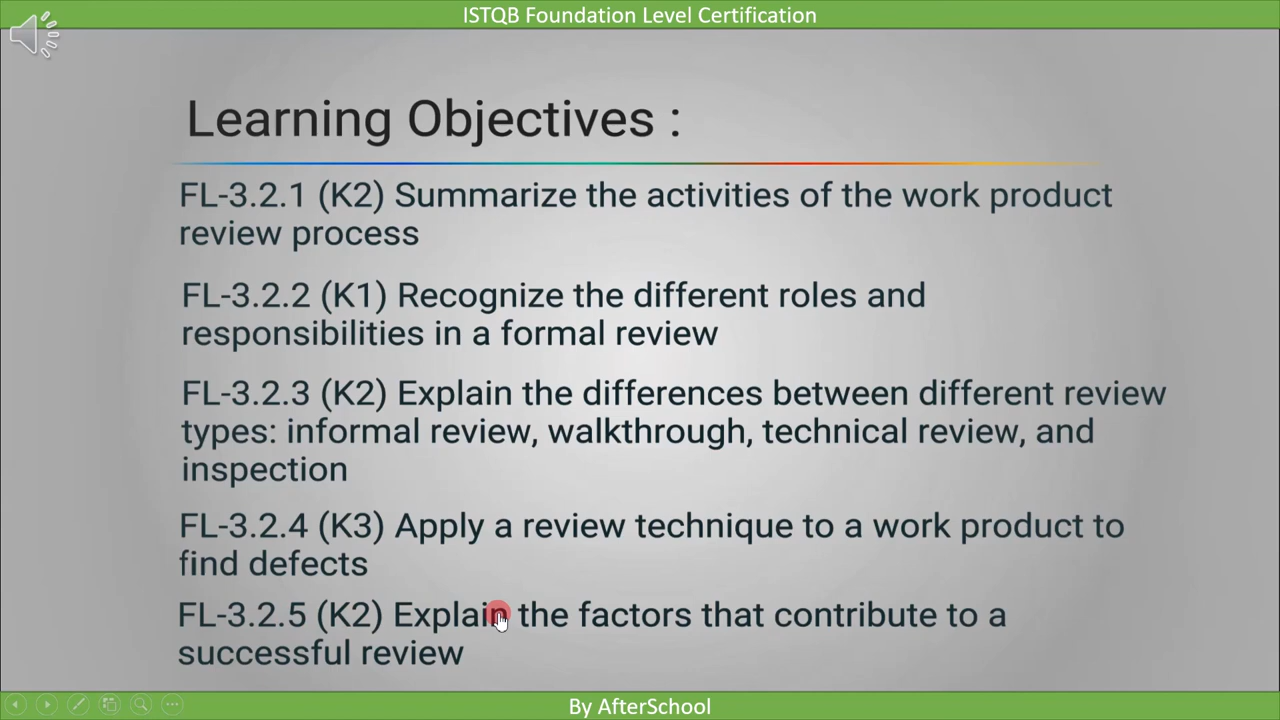 ISTQB Foundation Level Certification
Learning Objectives :
FL-3.2.1 (K2) Summarize the activities of the work product
review process
FL-3.2.2 (K1) Recognize the different roles and
responsibilities in a formal review
FL-3.2.3 (K2) Explain the differences between different review
types: informal review, walkthrough, technical review, and
inspection
FL-3.2.4 (K3) Apply a review technique to a work product to
find defects
FL-3.2.5 (K2) Explain the factors that contribute to a
successful review
By AfterSchool